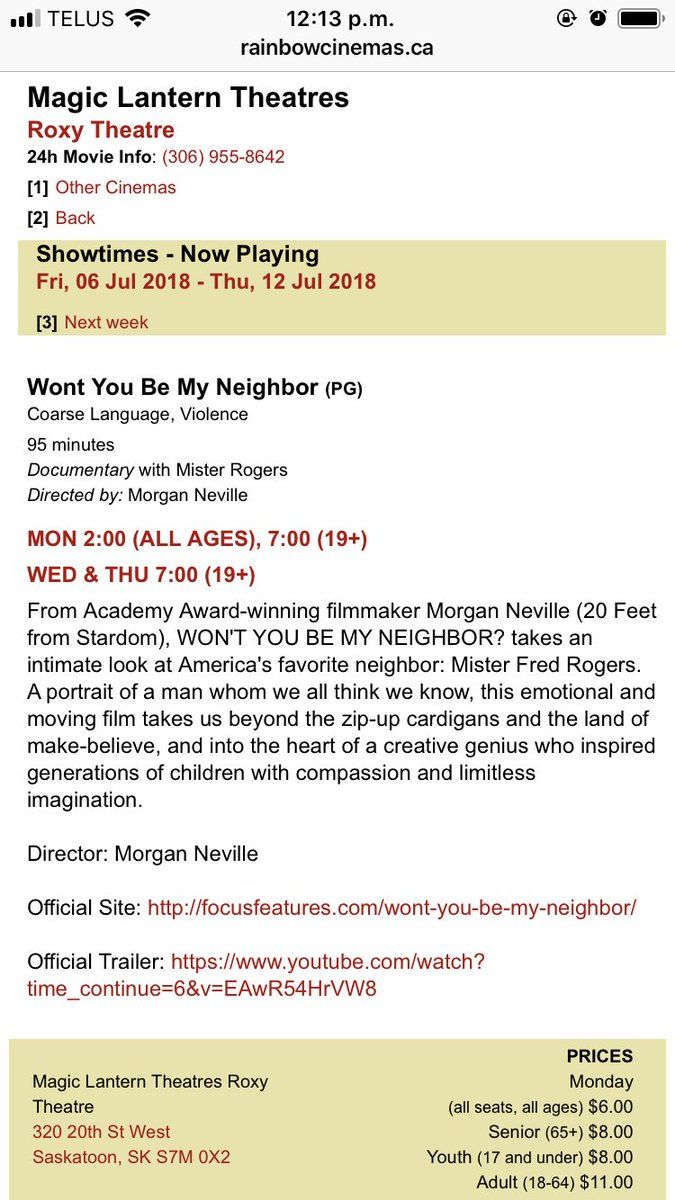 TELUS 12:13 p.m.
rainbowcinemas.ca
Magic Lantern Theatres
Roxy Theatre
24h Movie Info: (306) 955-8642
[1] Other Cinemas
[2] Back
Showtimes - Now Playing
Fri, 06 Jul 2018 - Thu, 12 Jul 2018
[3] Next week
Wont You Be My Neighbor (PG)
Coarse Language, Violence
95 minutes
Documentary with Mister Rogers
Directed by: Morgan Neville
MON 2:00 (ALL AGES), 7:00 (19+)
WED & THU 7:00 (19+)
From Academy Award-winning filmmaker Morgan Neville (20 Feet
from Stardom), WON'T YOU BE MY NEIGHBOR? takes an
intimate look at America's favorite neighbor: Mister Fred Rogers.
A portrait of a man whom we all think we know, this emotional and
moving film takes us beyond the zip-up cardigans and the land of
make-believe, and into the heart of a creative genius who inspired
generations of children with compassion and limitless
imagination.
Director: Morgan Neville
Official Site: http://focusfeatures.com/wont-you-be-my-neighbor/
Official Trailer: https://www.youtube.com/watch?
time_continue=6&v=EAwR54HrVW8
Magic Lantern Theatres Roxy
Theatre
320 20th St West
Saskatoon, SK S7M 0X2
PRICES
Monday
(all seats, all ages) $6.00
Senior (65+) $8.00
Youth (17 and under) $8.00
Adult (18-64) $11.00